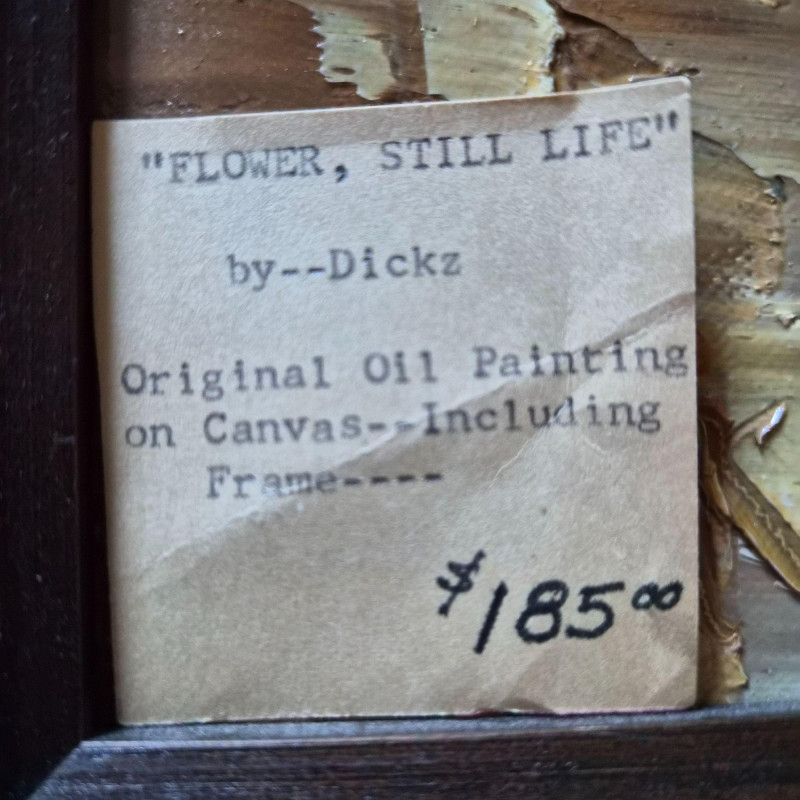 "FLOWER, STILL LIFE"
by--Dickz
Original Oil Painting
on Canvas--Including
Frame----
$185.00